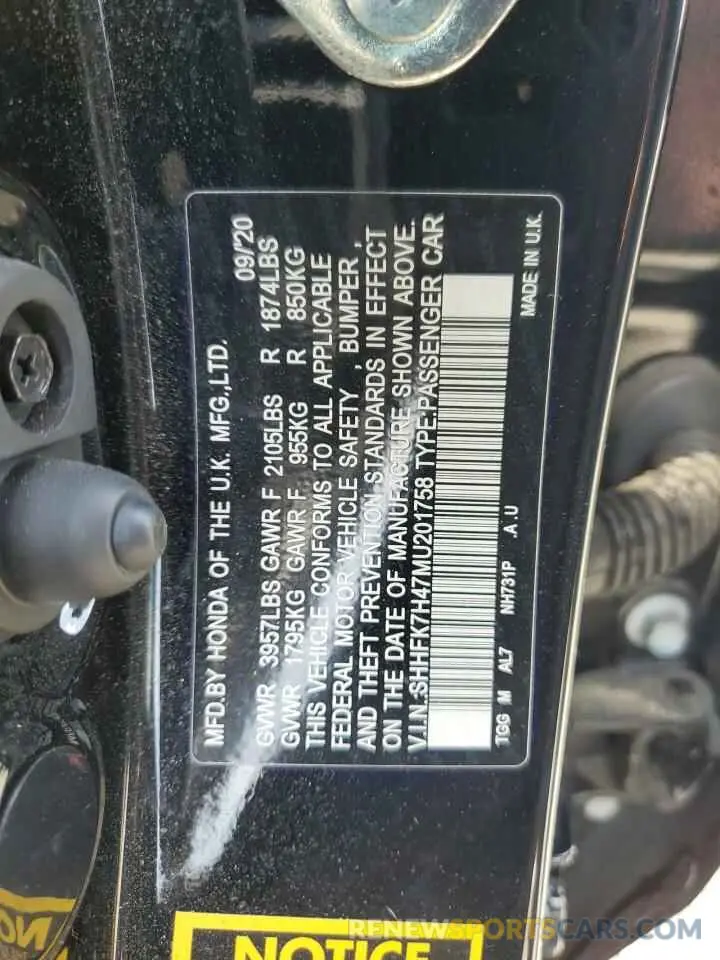 MFD.BY HONDA OF THE U.K. MFG.,LTD.
09/'20
GVWR 3957LBS GAWR F 2105LBS R 1874LBS
GVWR 1795KG GAWR F 955KG R 850KG
THIS VEHICLE CONFORMS TO ALL APPLICABLE
FEDERAL MOTOR VEHICLE SAFETY , BUMPER ,
AND THEFT PREVENTION STANDARDS IN EFFECT
ON THE DATE OF MANUFACTURE SHOWN ABOVE.
V.I.N.:SHHFK7H47MU201758 TYPE:PASSENGER CAR
TGG M AL7 NH731P .A.U MADE IN U.K.
NOTICE
RENEWSPORTSCARS.COM